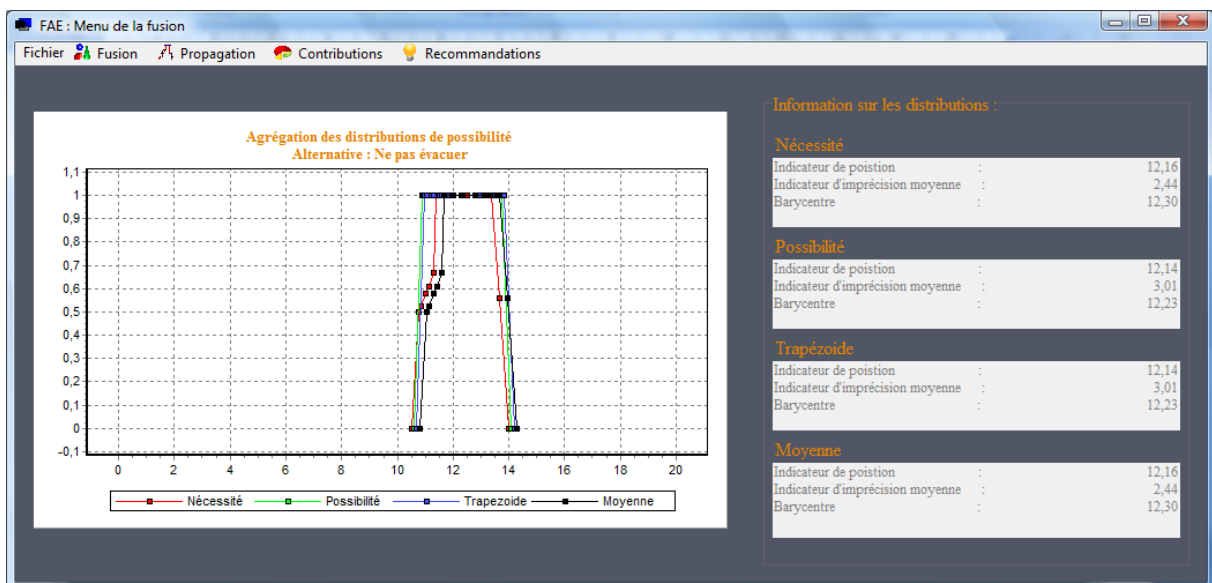 FAE : Menu de la fusion
Fichier Fusion Propagation Contributions Recommandations
Agrégation des distributions de possibilité
Alternative : Ne pas évacuer
1,1
1
0,9
0,8
0,7
0,6
0,5
0,4
0,3
0,2
0,1
0
-0,1
0 2 4 6 8 10 12 14 16 18 20
Nécessité Possibilité Trapezoide Moyenne
Information sur les distributions :
Nécessité
Indicateur de poistion : 12,16
Indicateur d'imprécision moyenne : 2,44
Barycentre : 12,30
Possibilité
Indicateur de poistion : 12,14
Indicateur d'imprécision moyenne : 3,01
Barycentre : 12,23
Trapézoide
Indicateur de poistion : 12,14
Indicateur d'imprécision moyenne : 3,01
Barycentre : 12,23
Moyenne
Indicateur de poistion : 12,16
Indicateur d'imprécision moyenne : 2,44
Barycentre : 12,30